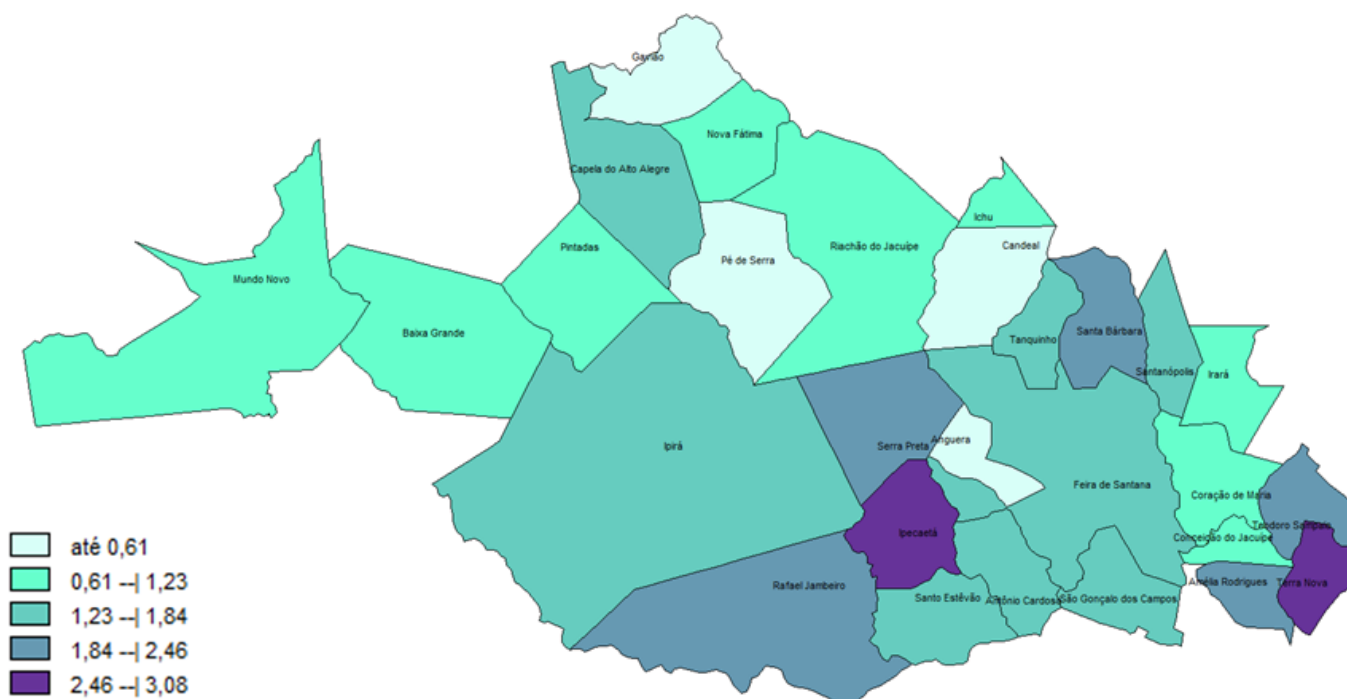 Gavião
Nova Fátima
Capela do Alto Alegre
Ichu
Pintadas
Riachão do Jacuípe
Candeal
Pé de Serra
Mundo Novo
Baixa Grande
Tanquinho
Santa Bárbara
Santanópolis
Irará
Ipirá
Serra Preta
Anguera
Feira de Santana
Coração de Maria
Teodoro Sampaio
Ipecaetá
Conceição do Jacuípe
Rafael Jambeiro
Amélia Rodrigues
Terra Nova
Santo Estêvão
Antônio Cardoso
São Gonçalo dos Campos
até 0,61
0,61 --| 1,23
1,23 --| 1,84
1,84 --| 2,46
2,46 --| 3,08